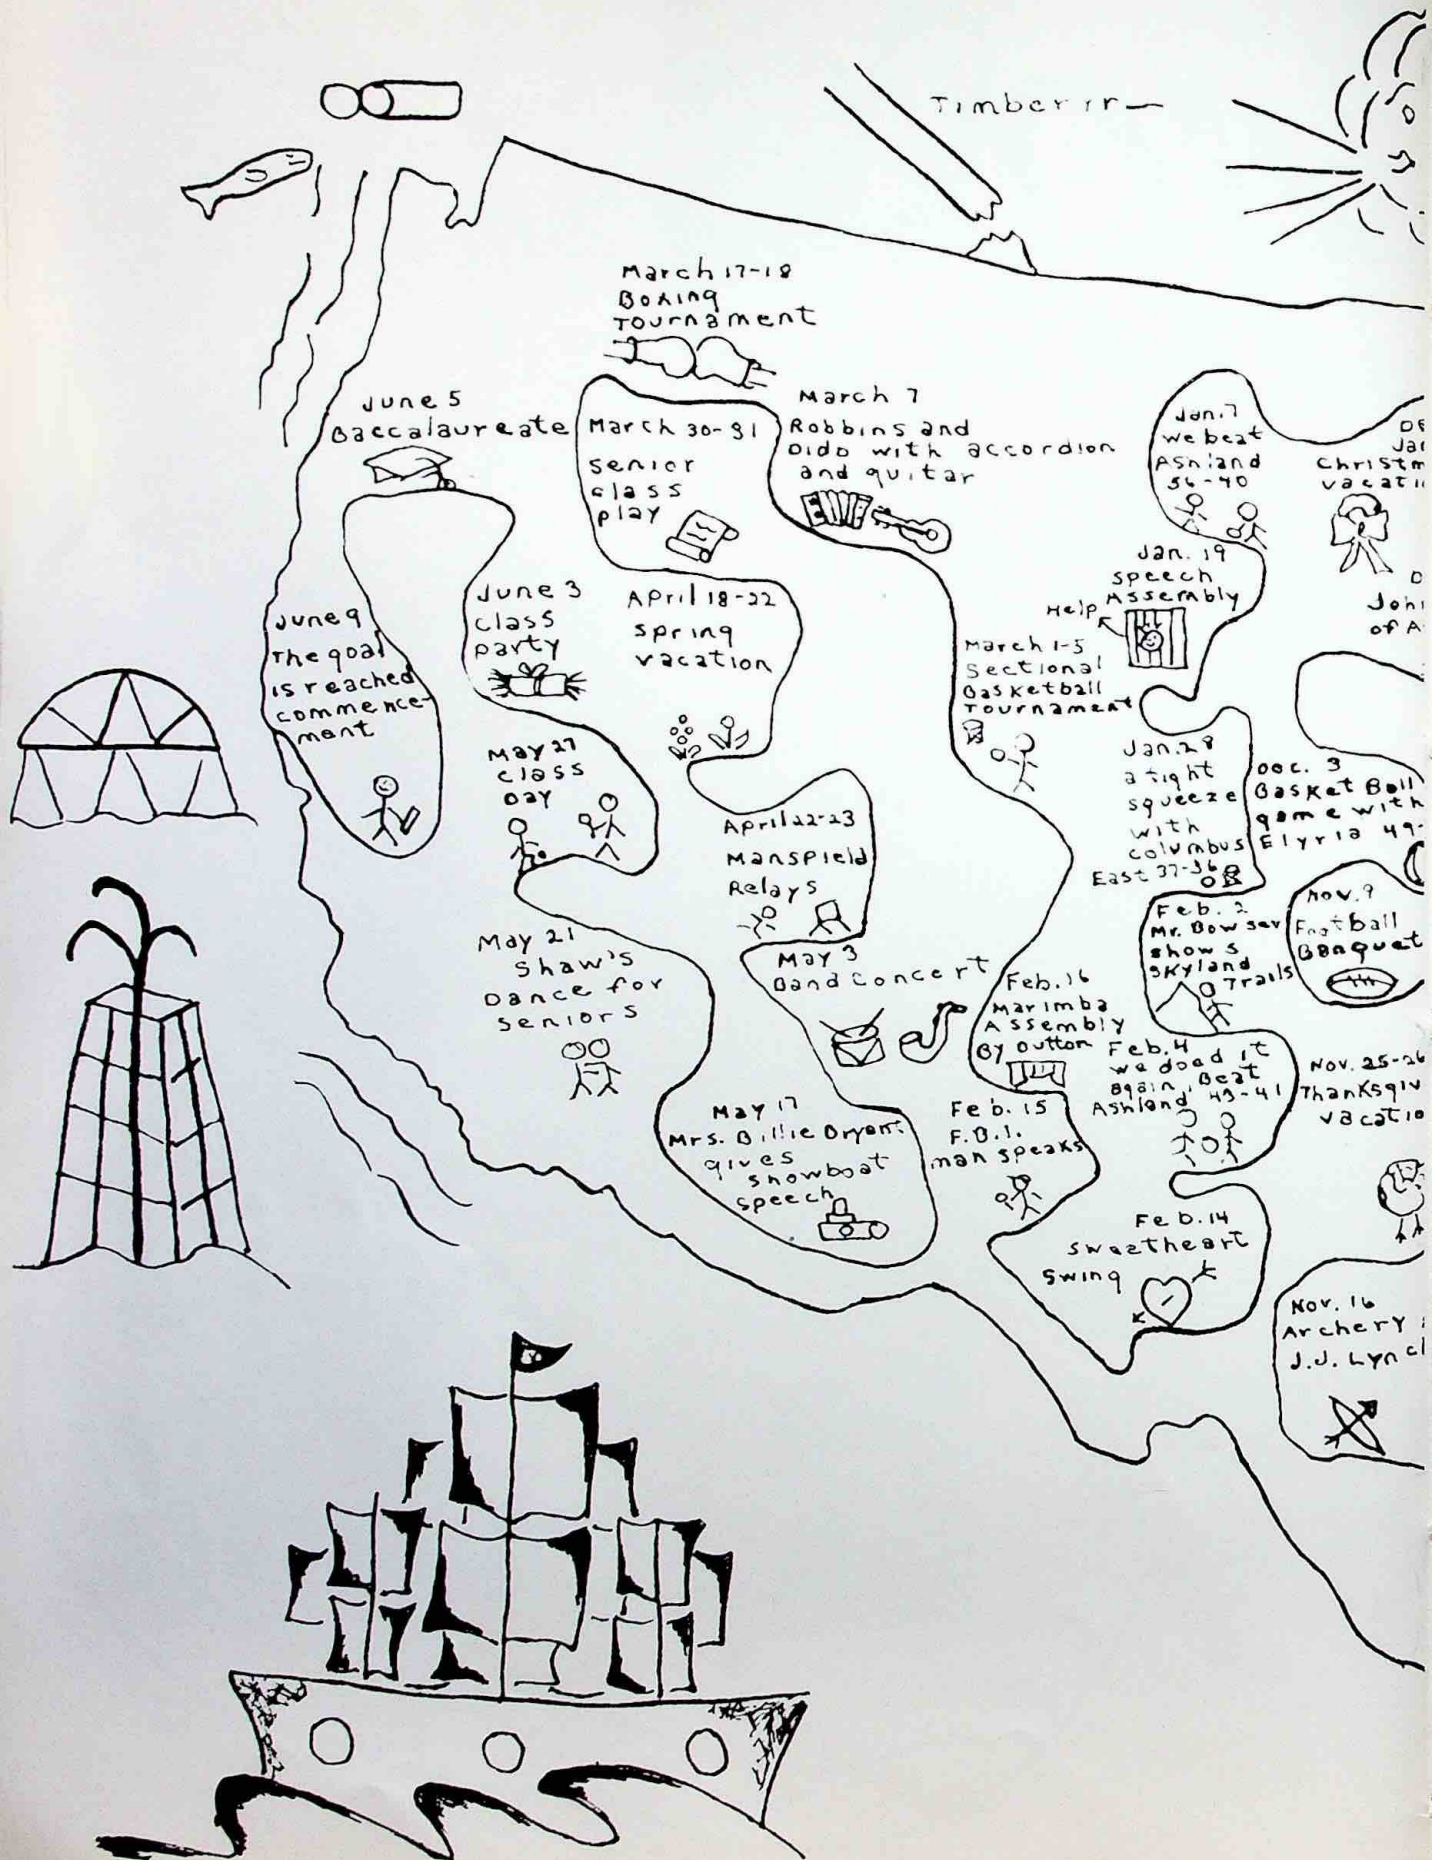 Timber rr—
March 17-18
Boxing
Tournament
June 5
Baccalaureate
March 30-31
senior
class
play
March 7
Robbins and
Dido with accordion
and guitar
Jan. 7
we beat
Ashland
56-40
Christm
vacati
Jan. 19
speech
Assembly
Help
Joh
of A
June 9
The goal
is reached
commence-
ment
June 3
class
party
April 18-22
spring
vacation
March 1-5
Sectional
Basketball
Tournament
May 27
class
Day
Jan. 28
a tight
squeeze
with
columbus
East 37-36
Dec. 3
Basket Ball
game with
Elyria 49-
April 22-23
Mansfield
Relays
Nov. 9
Football
Banquet
Feb. 2
Mr. Bowser
shows
Skyland
Trails
May 21
Shaw's
Dance for
Seniors
May 3
Band Concert
Feb. 16
Marimba
Assembly
By Dutton
Feb. 4
we doed it
again, Beat
Ashland 43-41
Nov. 25-26
Thanksgiv
vacatio
May 17
Mrs. Billie Bryant
gives
showboat
speech
Feb. 15
F.B.I.
man speaks
Feb. 14
sweetheart
swing
Nov. 16
Archery
J.J. Lync